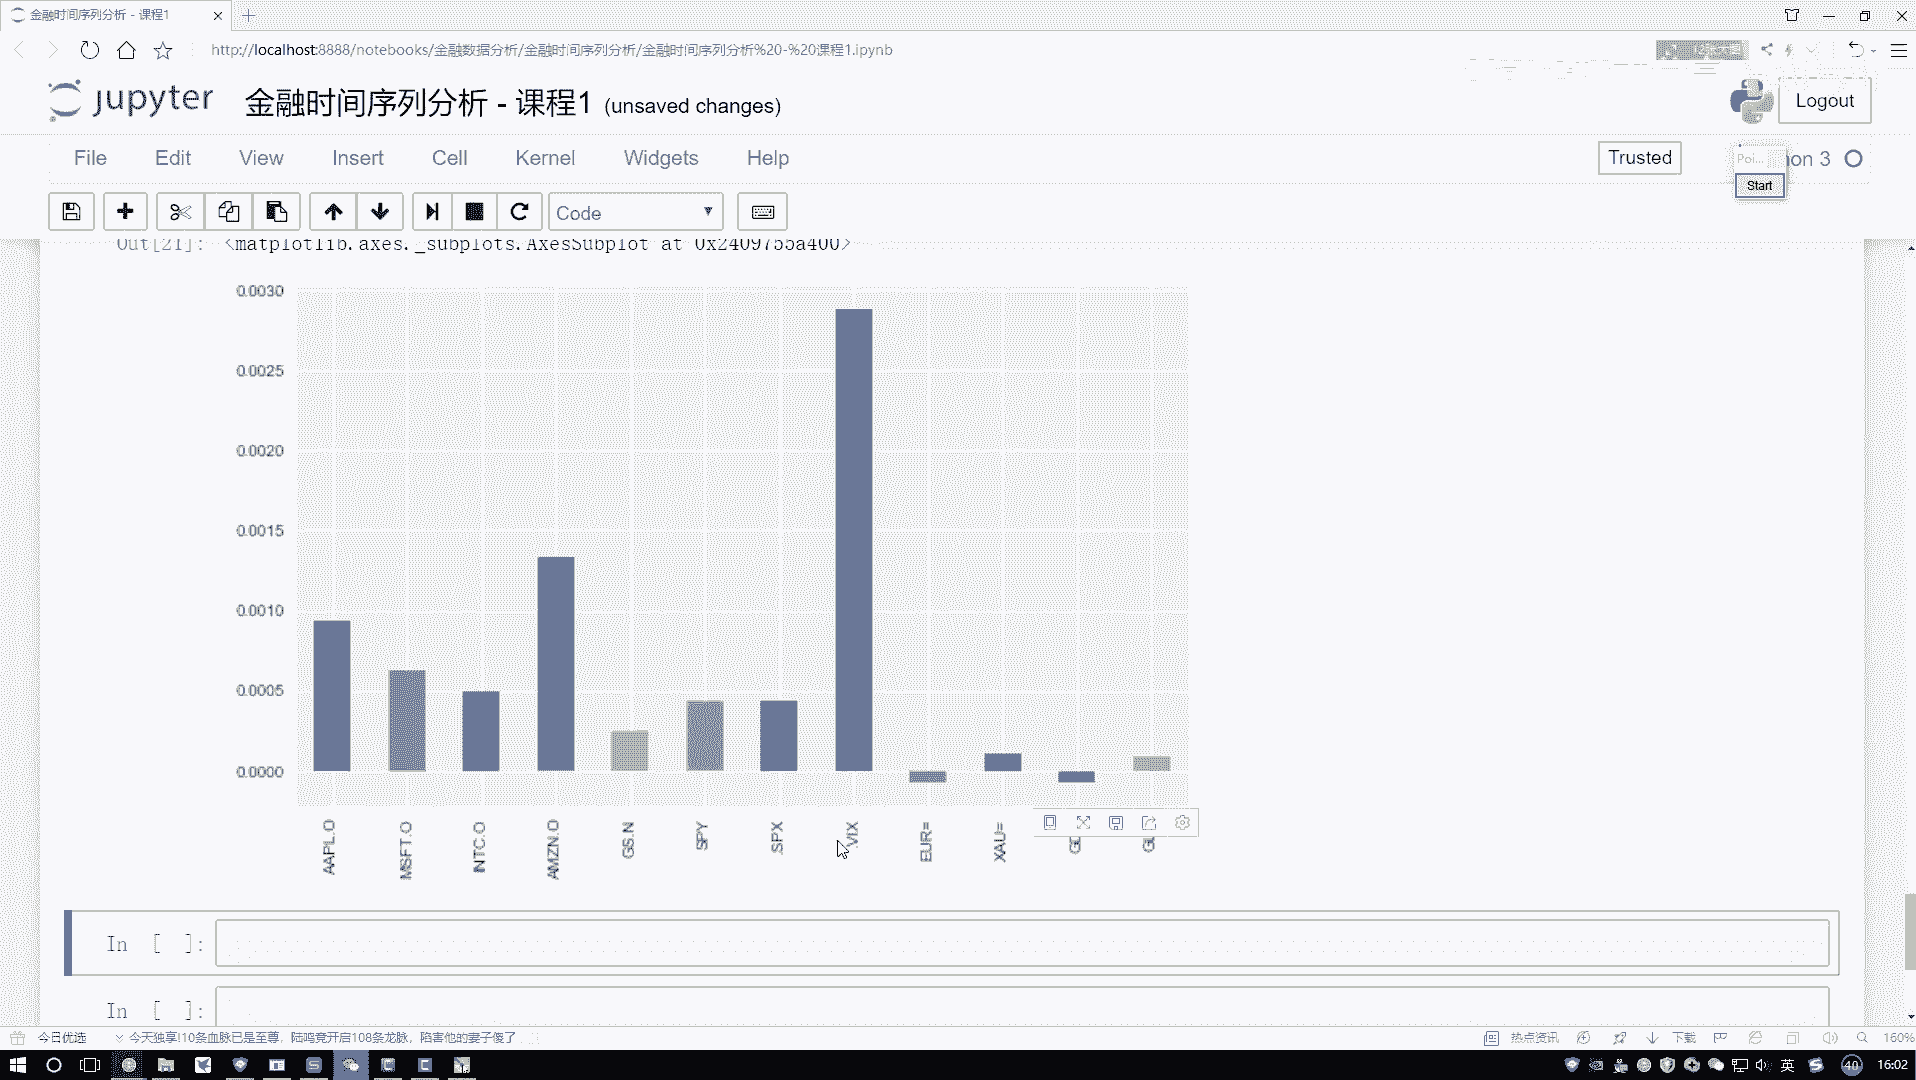 金融时间序列分析 - 课程1
http://localhost:8888/notebooks/金融数据分析/金融时间序列分析/金融时间序列分析%20-%20课程1.ipynb
jupyter 金融时间序列分析 - 课程1 (unsaved changes)
Logout
File Edit View Insert Cell Kernel Widgets Help
Trusted
Poi... on 3
Start
Code
Out[21]: <matplotlib.axes._subplots.AxesSubplot at 0x2409755a400>
0.0030
0.0025
0.0020
0.0015
0.0010
0.0005
0.0000
AAPL.O MSFT.O INTC.O AMZN.O GS.N SPY .SPX .VIX EUR= XAU=
In [ ]:
In [ ]:
今日优选 今天独享!10条血脉已是至尊，陆鸣竟开启108条龙脉，陷害他的妻子傻了
热点资讯 下载 160%
英 40 16:02